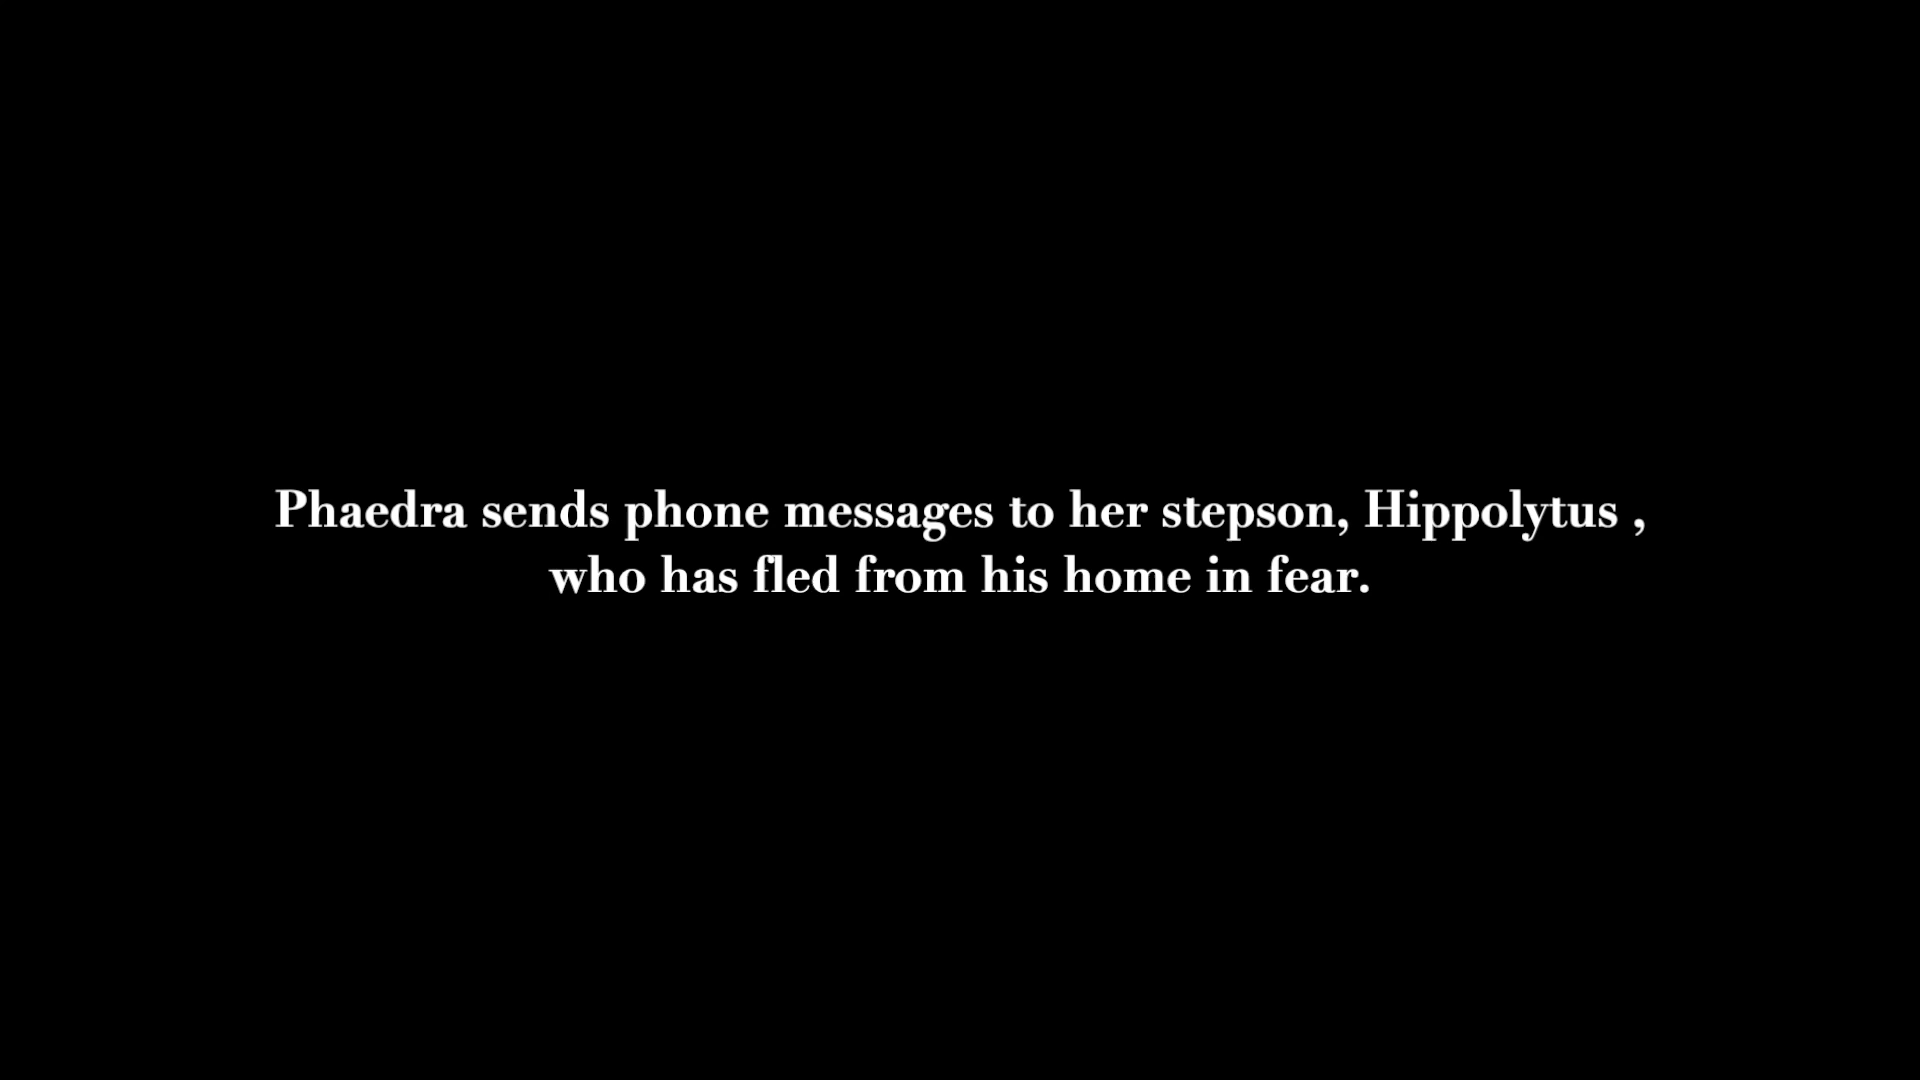 Phaedra sends phone messages to her stepson, Hippolytus ,
who has fled from his home in fear.